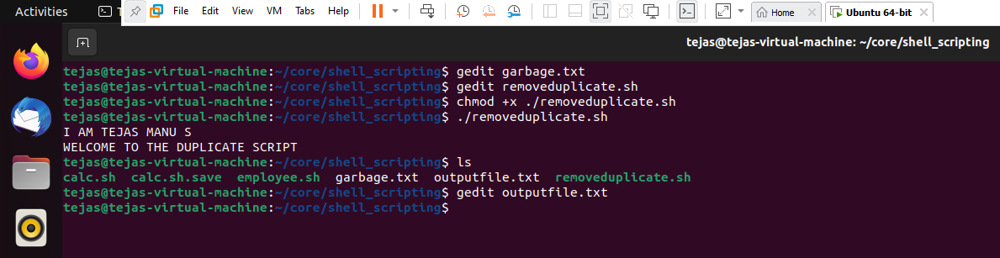 Activities
File Edit View VM Tabs Help
Home
Ubuntu 64-bit
tejas@tejas-virtual-machine: ~/core/shell_scripting
tejas@tejas-virtual-machine:~/core/shell_scripting$ gedit garbage.txt
tejas@tejas-virtual-machine:~/core/shell_scripting$ gedit removeduplicate.sh
tejas@tejas-virtual-machine:~/core/shell_scripting$ chmod +x ./removeduplicate.sh
tejas@tejas-virtual-machine:~/core/shell_scripting$ ./removeduplicate.sh
I AM TEJAS MANU S
WELCOME TO THE DUPLICATE SCRIPT
tejas@tejas-virtual-machine:~/core/shell_scripting$ ls
calc.sh calc.sh.save employee.sh garbage.txt outputfile.txt removeduplicate.sh
tejas@tejas-virtual-machine:~/core/shell_scripting$ gedit outputfile.txt
tejas@tejas-virtual-machine:~/core/shell_scripting$